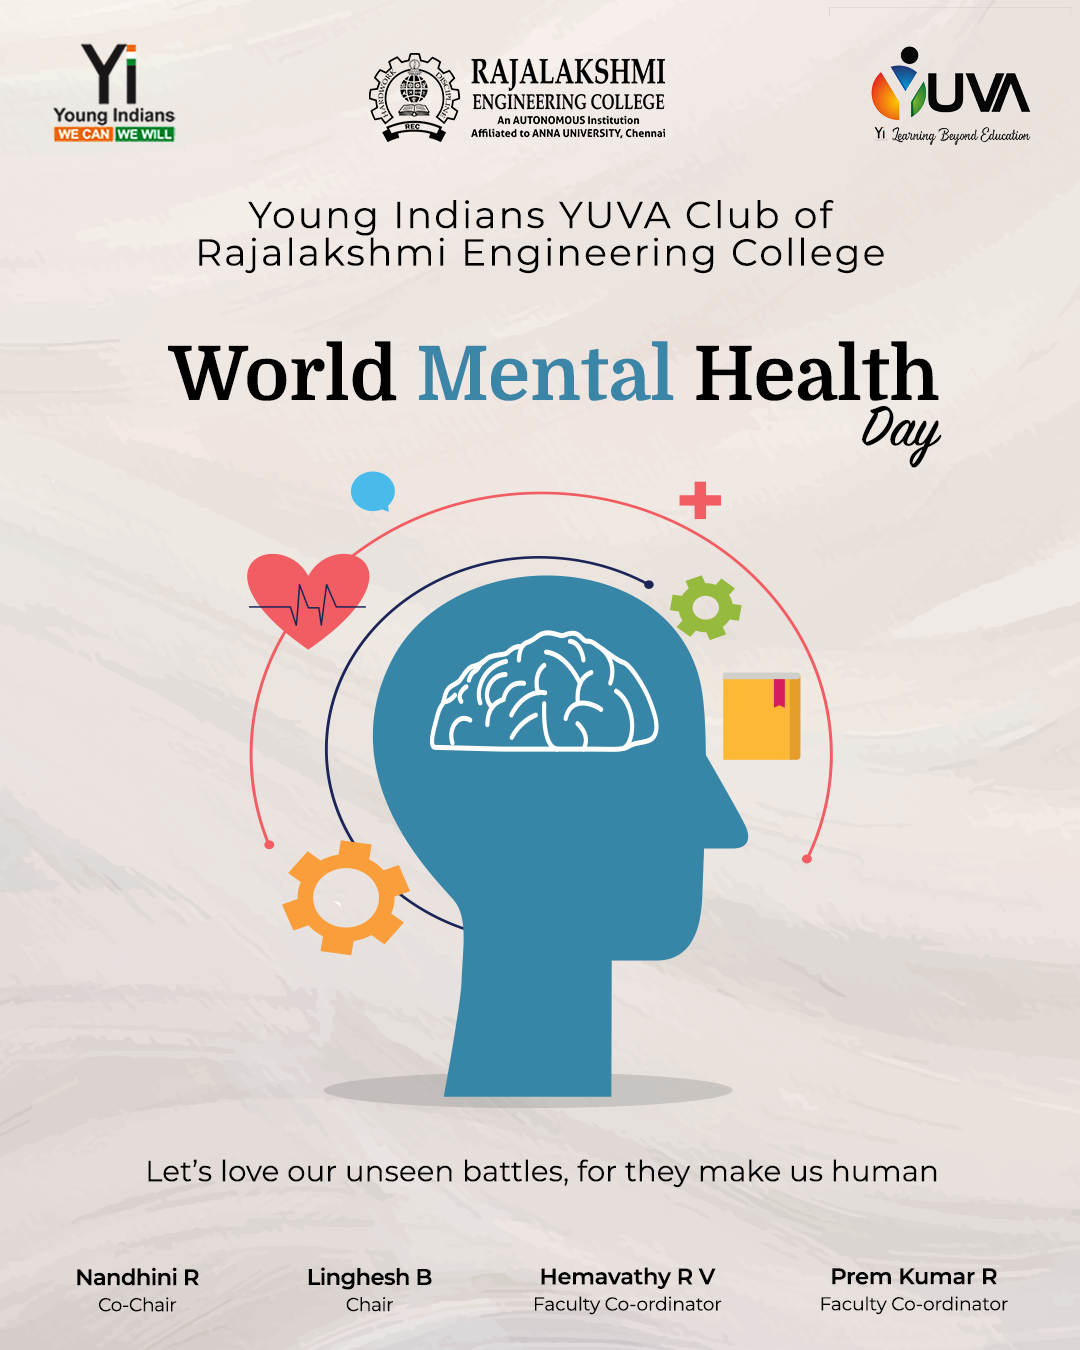 Yi
Young Indians
WE CAN WE WILL
HARDWORK DISCIPLINE
REC
RAJALAKSHMI
ENGINEERING COLLEGE
An AUTONOMOUS Institution
Affiliated to ANNA UNIVERSITY, Chennai
YUVA
Yi Learning Beyond Education
Young Indians YUVA Club of
Rajalakshmi Engineering College
World Mental Health
Day
Let's love our unseen battles, for they make us human
Nandhini R
Co-Chair
Linghesh B
Chair
Hemavathy R V
Faculty Co-ordinator
Prem Kumar R
Faculty Co-ordinator